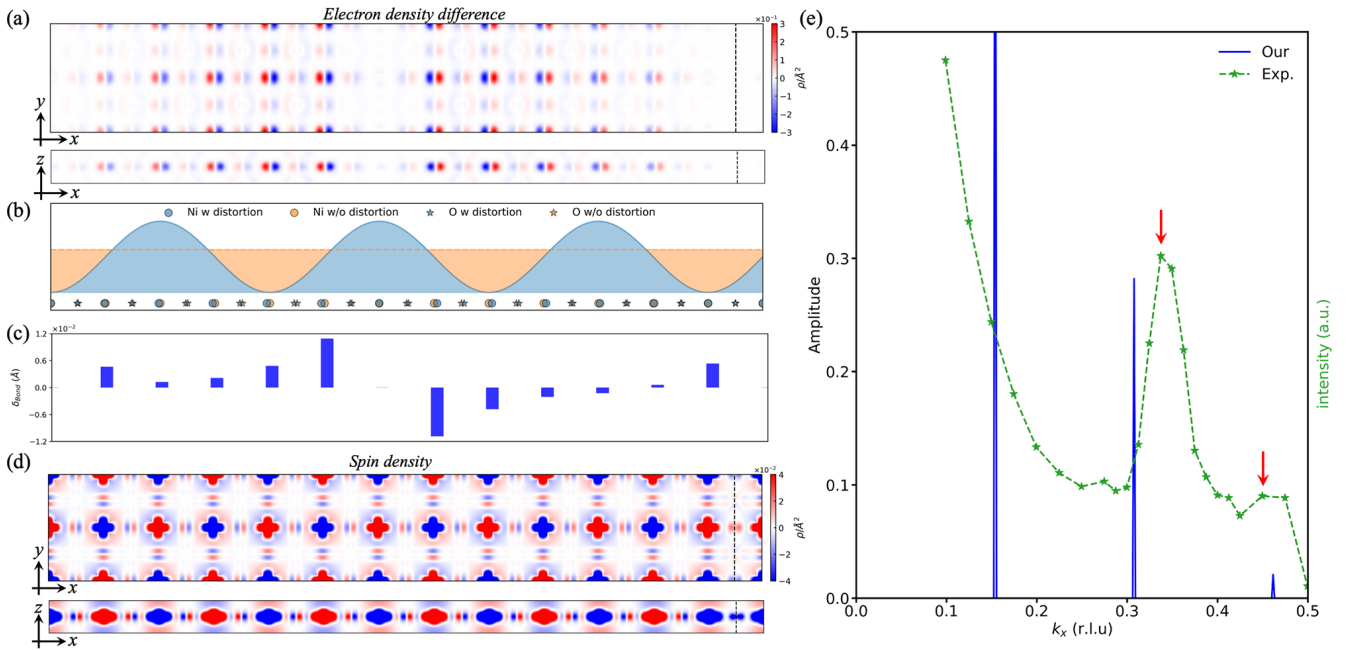 (a)
Electron density difference
×10⁻¹
3
2
1
0
−1
−2
−3
ρ/Å²
y
x
z
x
(b)
Ni w distortion
Ni w/o distortion
O w distortion
O w/o distortion
(c)
×10⁻²
1.2
0.6
0.0
−0.6
−1.2
δBond (Å)
(d)
Spin density
×10⁻²
4
2
0
−2
−4
ρ/Å²
y
x
z
x
(e)
Our
Exp.
0.5
0.4
0.3
0.2
0.1
0.0
Amplitude
intensity (a.u.)
0.0
0.1
0.2
0.3
0.4
0.5
kx (r.l.u)